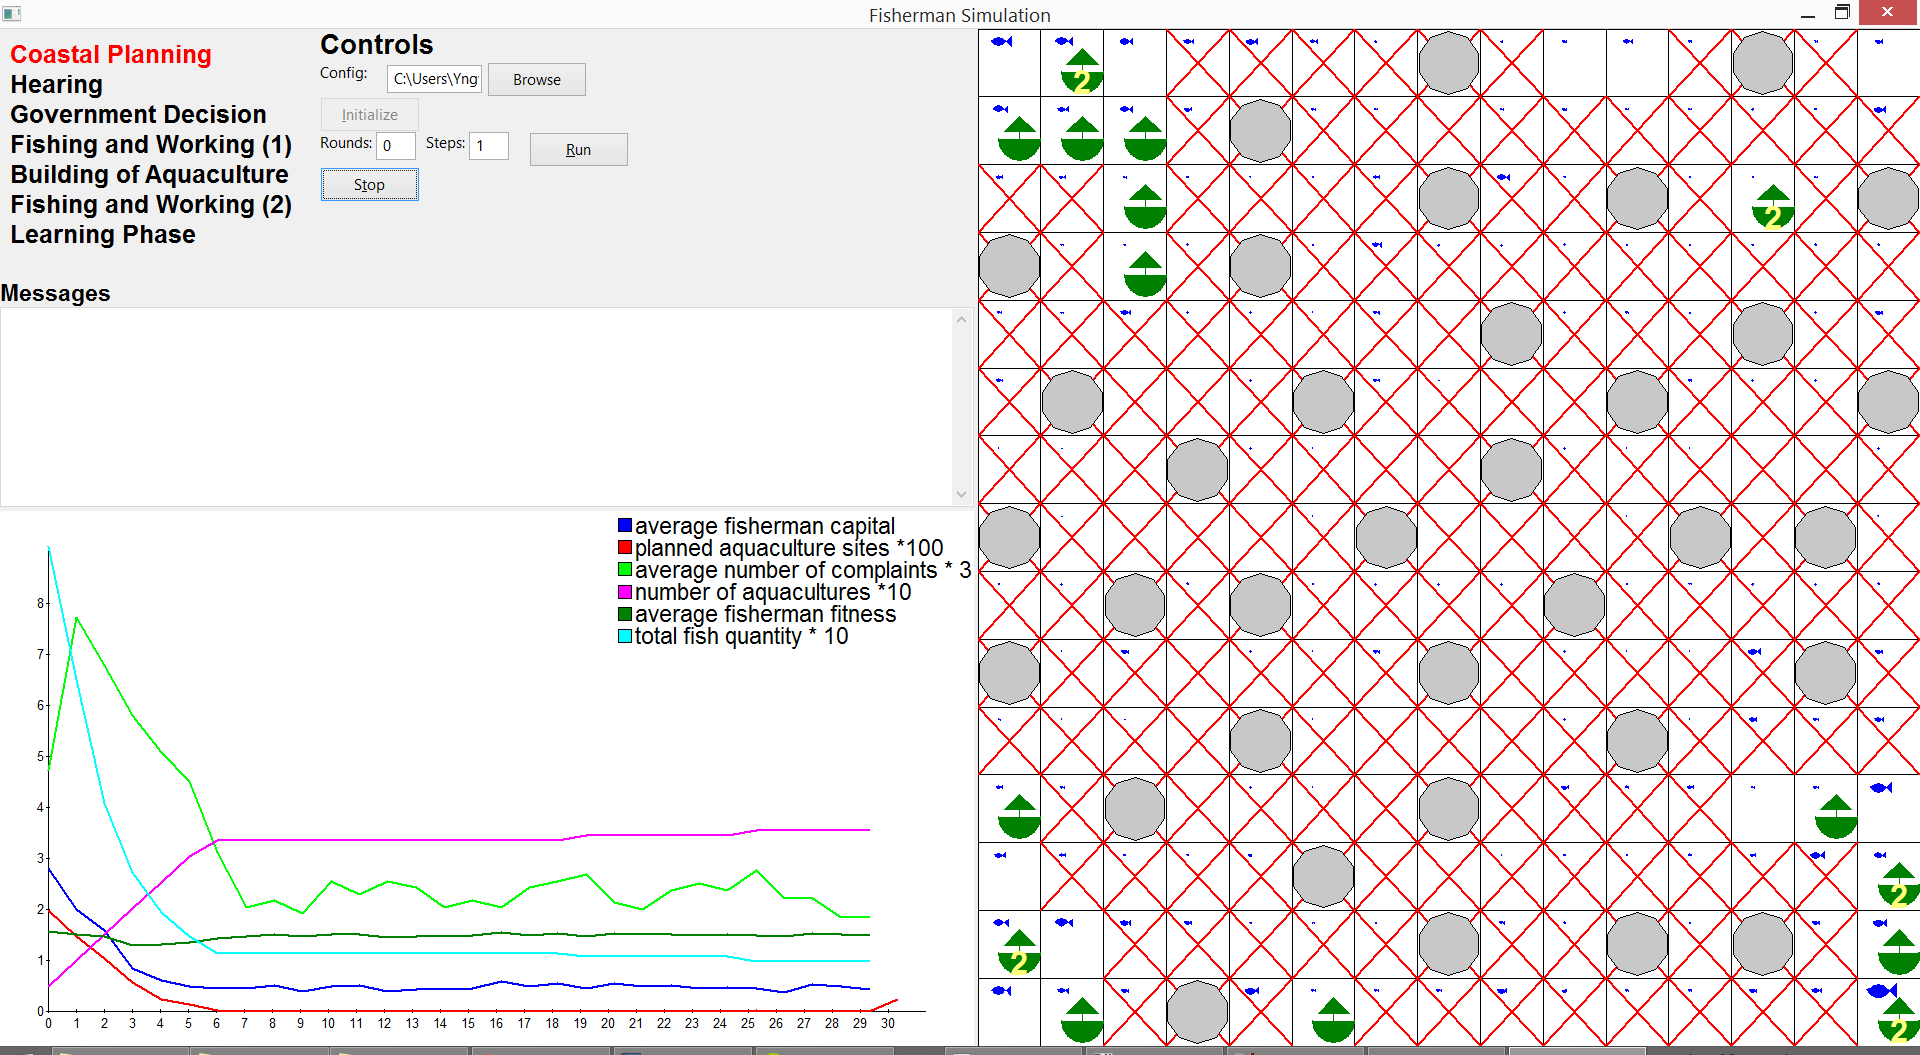 Fisherman Simulation
Coastal Planning
Hearing
Government Decision
Fishing and Working (1)
Building of Aquaculture
Fishing and Working (2)
Learning Phase
Controls
Config: C:\Users\Yng Browse
Initialize
Rounds: 0 Steps: 1 Run
Stop
Messages
average fisherman capital
planned aquaculture sites *100
average number of complaints * 3
number of aquacultures *10
average fisherman fitness
total fish quantity * 10
8
7
6
5
4
3
2
1
0
0 1 2 3 4 5 6 7 8 9 10 11 12 13 14 15 16 17 18 19 20 21 22 23 24 25 26 27 28 29 30
2
2
2
2
2